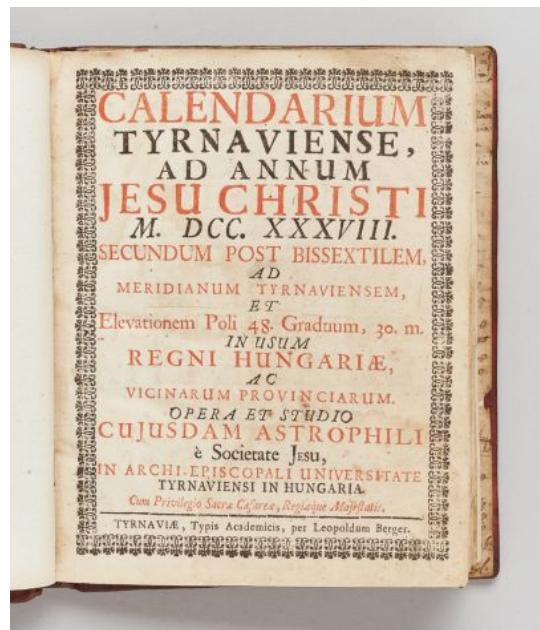 CALENDARIUM
TYRNAVIENSE,
AD ANNUM
JESU CHRISTI
M. DCC. XXXVIII.
SECUNDUM POST BISSEXTILEM,
AD
MERIDIANUM TYRNAVIENSEM,
ET
Elevationem Poli 48. Graduum, 30. m.
IN USUM
REGNI HUNGARIÆ,
AC
VICINARUM PROVINCIARUM.
OPERA ET STUDIO
CUJUSDAM ASTROPHILI
è Societate JESU,
IN ARCHI-EPISCOPALI UNIVERSITATE
TYRNAVIENSI IN HUNGARIA.
Cum Privilegio Sacræ Cæsareæ, Regiæque Majestatis.
TYRNAVIÆ, Typis Academicis, per Leopoldum Berger.